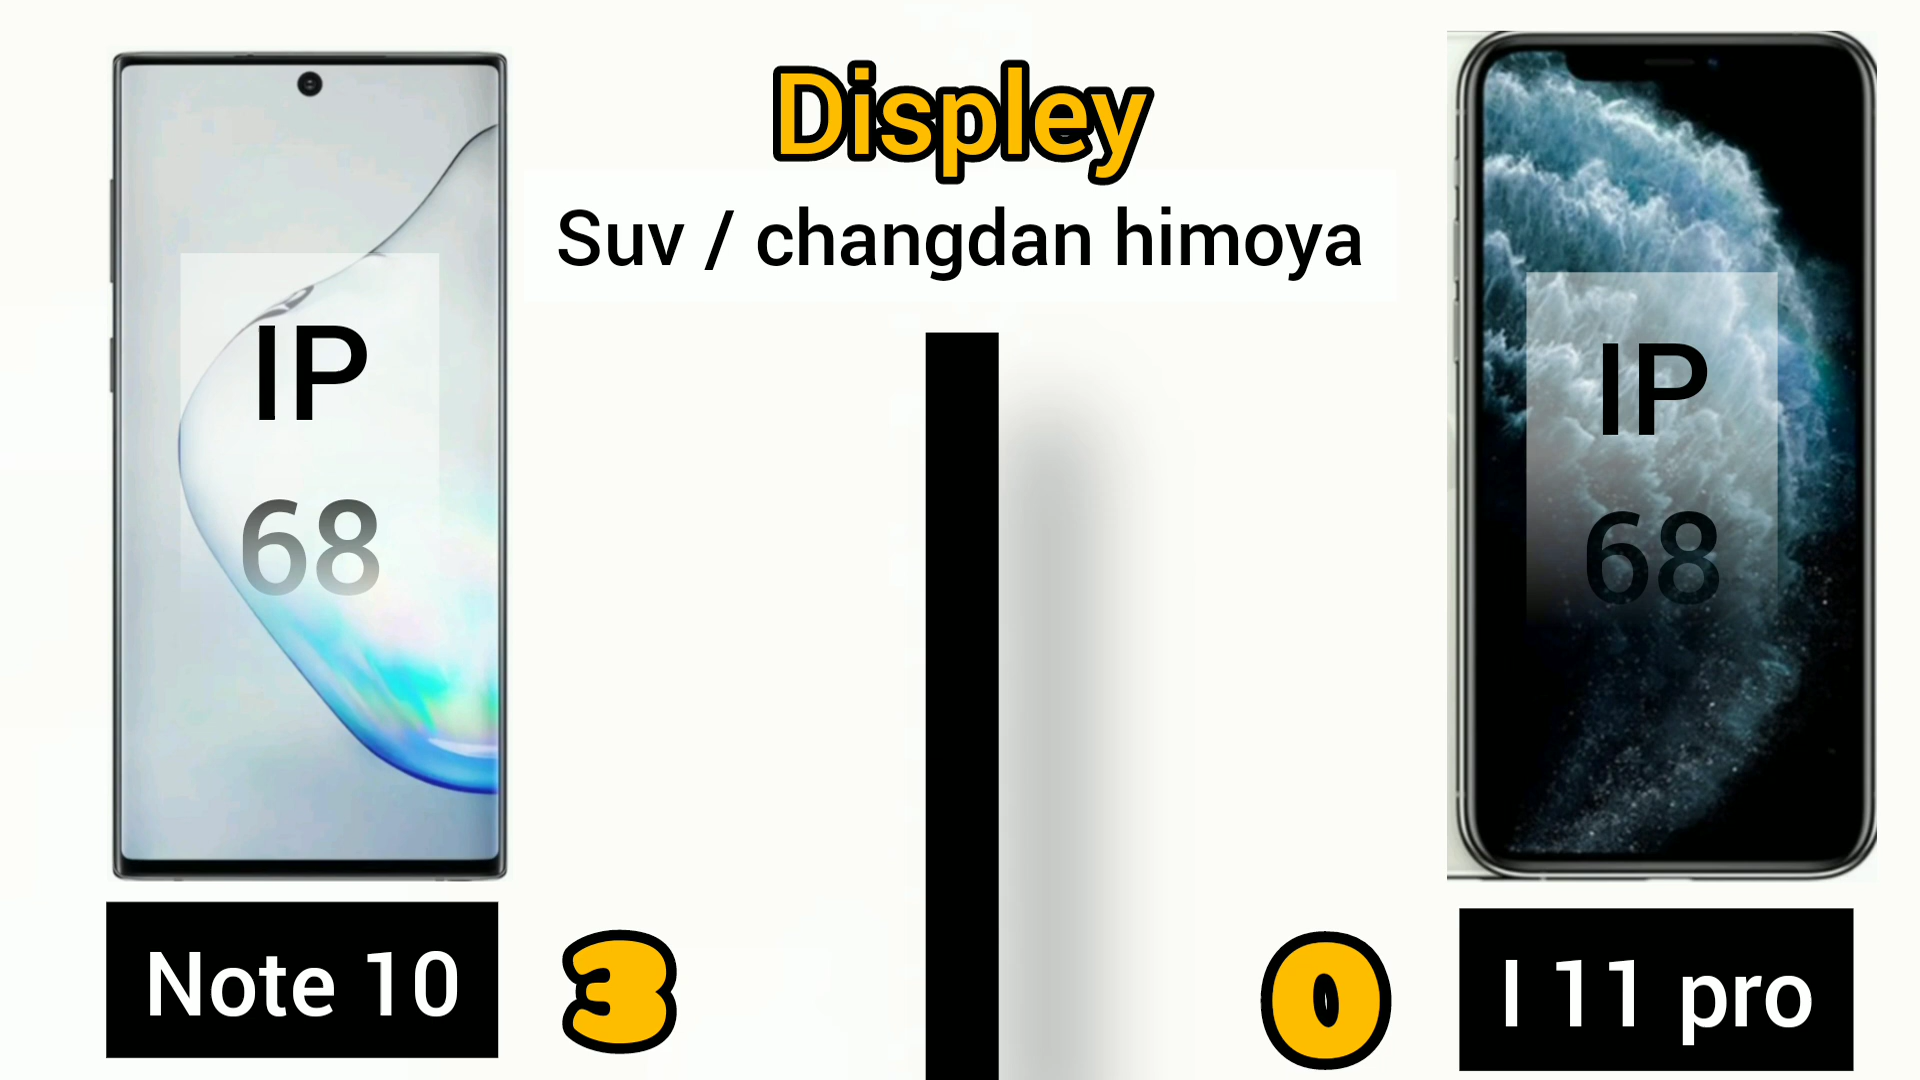 Displey
Suv / changdan himoya
IP
68
IP
68
Note 10
3
0
I 11 pro